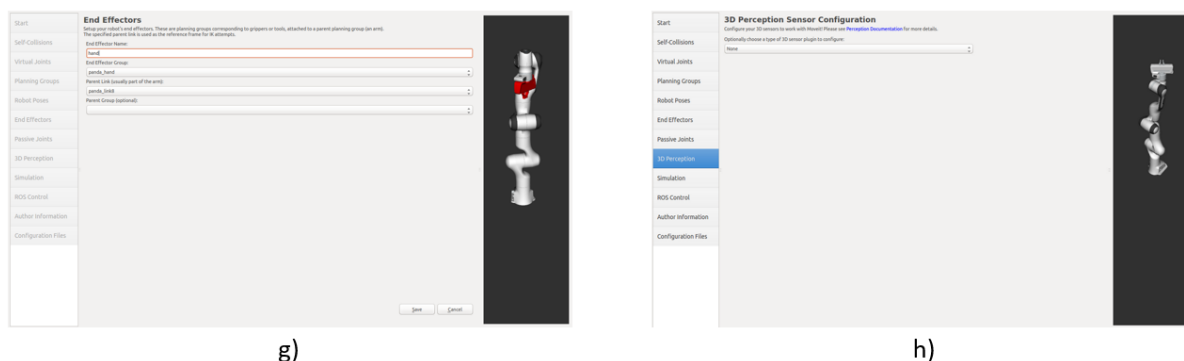 Start
Self-Collisions
Virtual Joints
Planning Groups
Robot Poses
End Effectors
Passive Joints
3D Perception
Simulation
ROS Control
Author Information
Configuration Files
End Effectors
Setup your robot's end effectors. These are planning groups corresponding to grippers or tools, attached to a parent planning group (an arm).
The specified parent link is used as the reference frame for IK attempts.
End Effector Name:
hand
End Effector Group:
panda_hand
Parent Link (usually part of the arm):
panda_link8
Parent Group (optional):
Save
Cancel
g)
Start
Self-Collisions
Virtual Joints
Planning Groups
Robot Poses
End Effectors
Passive Joints
3D Perception
Simulation
ROS Control
Author Information
Configuration Files
3D Perception Sensor Configuration
Configure your 3D sensors to work with MoveIt! Please see Perception Documentation for more details.
Optionally choose a type of 3D sensor plugin to configure:
None
h)